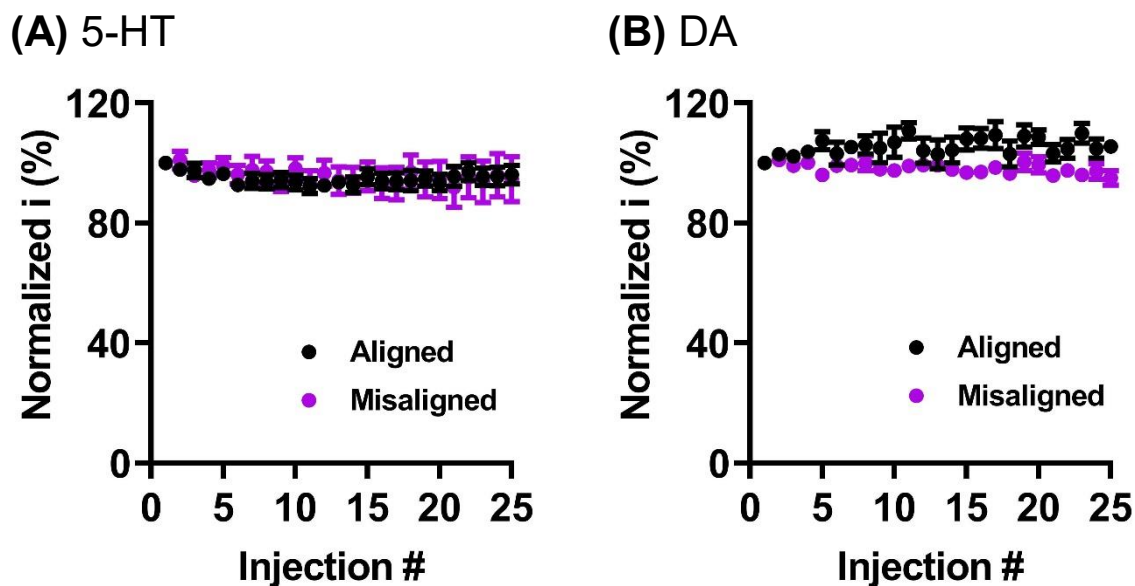 (A) 5-HT
Normalized i (%)
120
80
40
0
Aligned
Misaligned
0 5 10 15 20 25
Injection #
(B) DA
Normalized i (%)
120
80
40
0
Aligned
Misaligned
0 5 10 15 20 25
Injection #